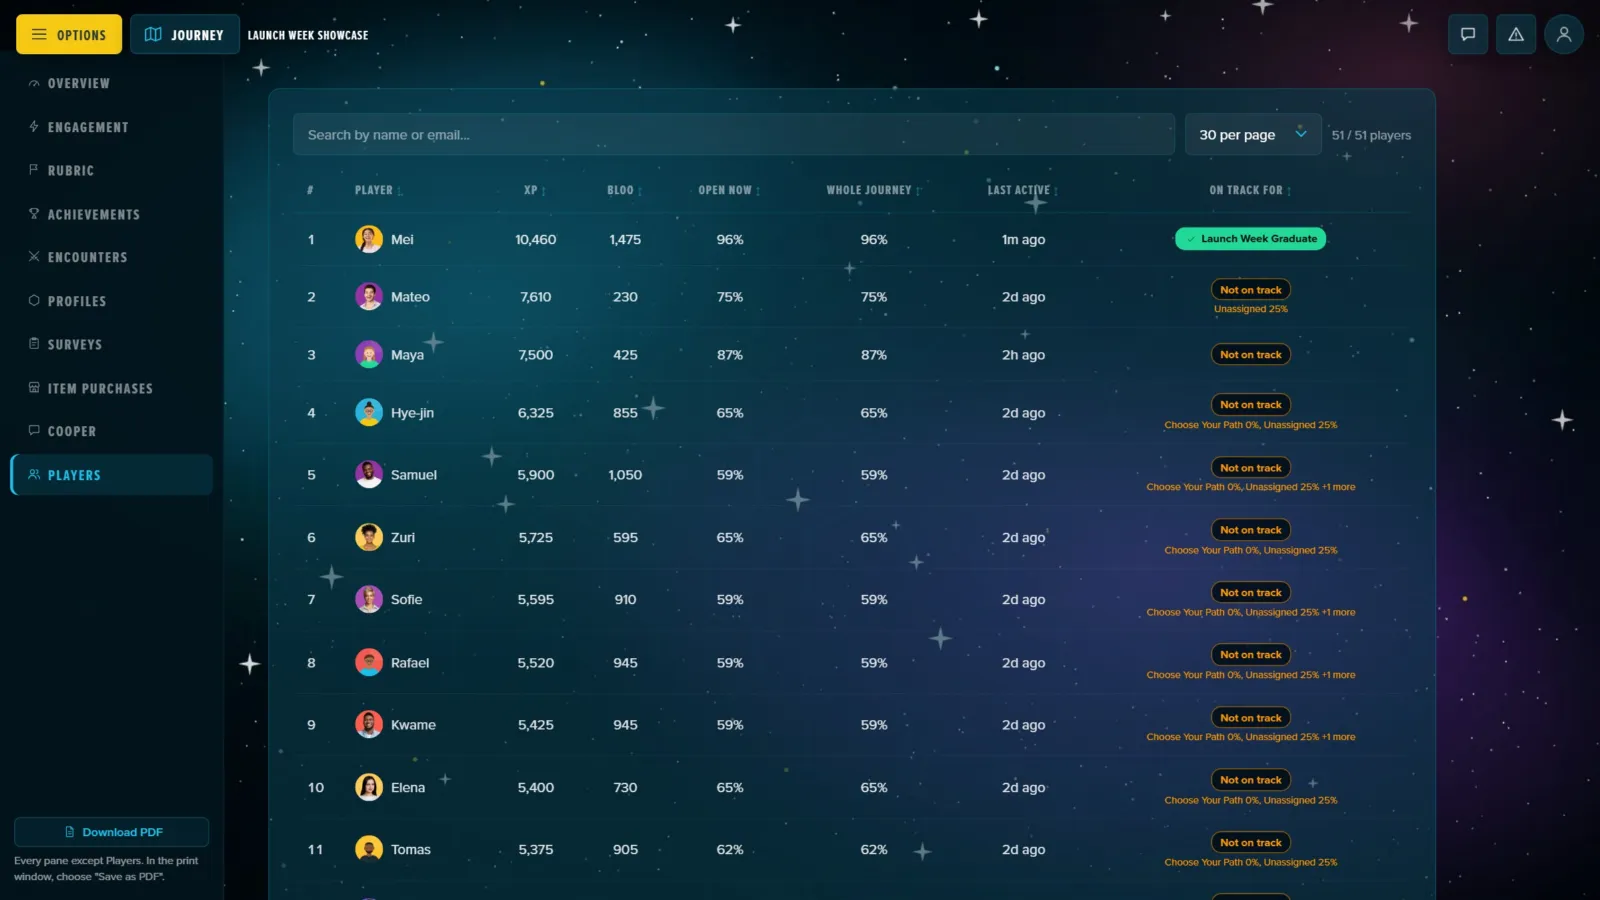 OPTIONS
JOURNEY
LAUNCH WEEK SHOWCASE
OVERVIEW
ENGAGEMENT
RUBRIC
ACHIEVEMENTS
ENCOUNTERS
PROFILES
SURVEYS
ITEM PURCHASES
COOPER
PLAYERS
Download PDF
Every pane except Players. In the print
window, choose "Save as PDF".
Search by name or email...
30 per page
51 / 51 players
# PLAYER XP BLOO OPEN NOW WHOLE JOURNEY LAST ACTIVE ON TRACK FOR
1 Mei 10,460 1,475 96% 96% 1m ago Launch Week Graduate
2 Mateo 7,610 230 75% 75% 2d ago Not on track
Unassigned 25%
3 Maya 7,500 425 87% 87% 2h ago Not on track
4 Hye-jin 6,325 855 65% 65% 2d ago Not on track
Choose Your Path 0%, Unassigned 25%
5 Samuel 5,900 1,050 59% 59% 2d ago Not on track
Choose Your Path 0%, Unassigned 25% +1 more
6 Zuri 5,725 595 65% 65% 2d ago Not on track
Choose Your Path 0%, Unassigned 25%
7 Sofie 5,595 910 59% 59% 2d ago Not on track
Choose Your Path 0%, Unassigned 25% +1 more
8 Rafael 5,520 945 59% 59% 2d ago Not on track
Choose Your Path 0%, Unassigned 25% +1 more
9 Kwame 5,425 945 59% 59% 2d ago Not on track
Choose Your Path 0%, Unassigned 25% +1 more
10 Elena 5,400 730 65% 65% 2d ago Not on track
Choose Your Path 0%, Unassigned 25%
11 Tomas 5,375 905 62% 62% 2d ago Not on track
Choose Your Path 0%, Unassigned 25%